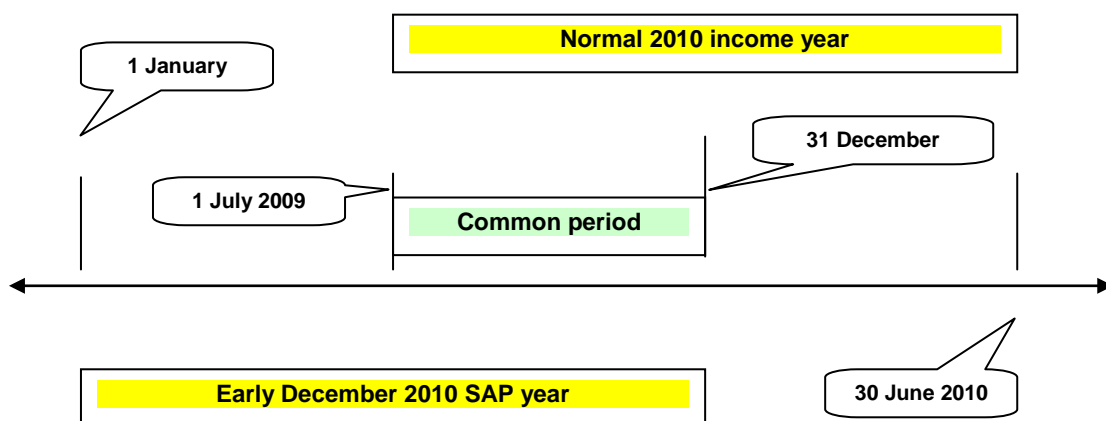 Normal 2010 income year
1 January
31 December
1 July 2009
Common period
Early December 2010 SAP year
30 June 2010